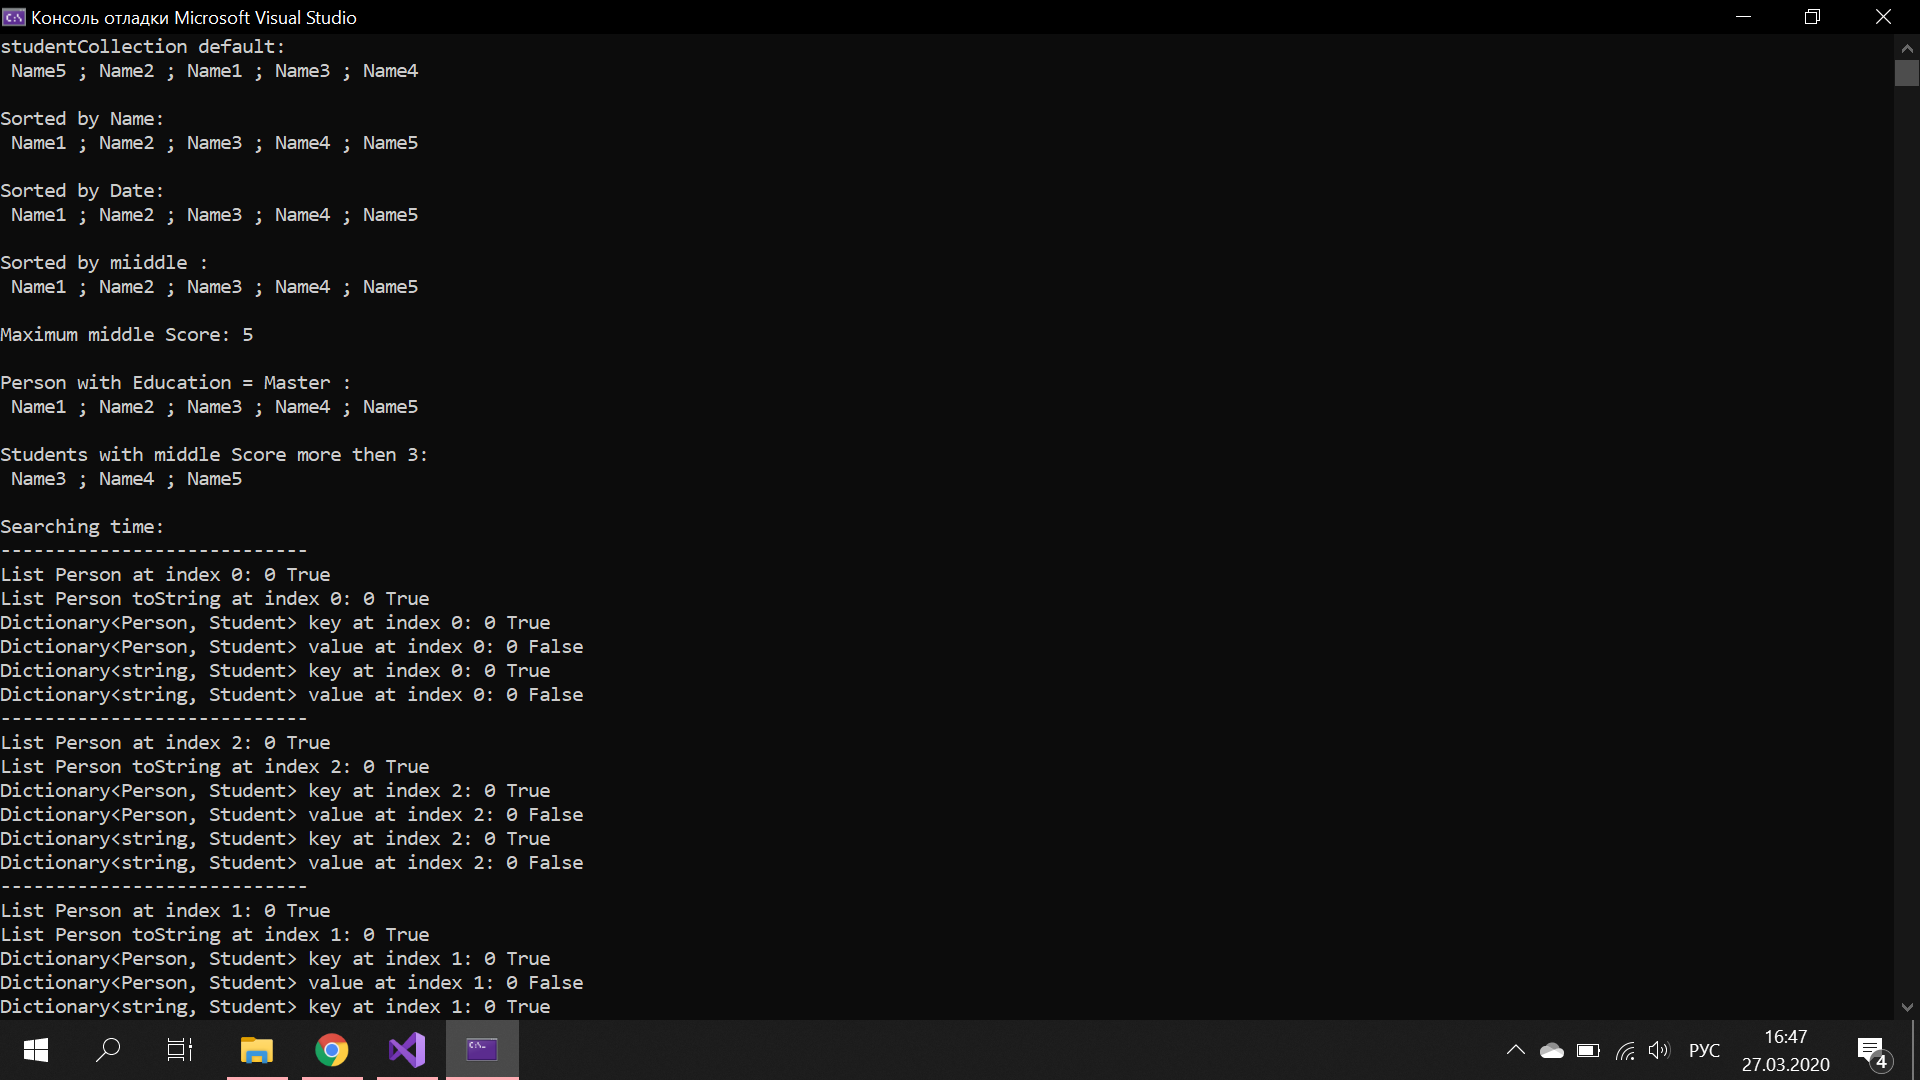 Консоль отладки Microsoft Visual Studio
studentCollection default:
Name5 ; Name2 ; Name1 ; Name3 ; Name4
Sorted by Name:
Name1 ; Name2 ; Name3 ; Name4 ; Name5
Sorted by Date:
Name1 ; Name2 ; Name3 ; Name4 ; Name5
Sorted by miiddle :
Name1 ; Name2 ; Name3 ; Name4 ; Name5
Maximum middle Score: 5
Person with Education = Master :
Name1 ; Name2 ; Name3 ; Name4 ; Name5
Students with middle Score more then 3:
Name3 ; Name4 ; Name5
Searching time:
----------------------------
List Person at index 0: 0 True
List Person toString at index 0: 0 True
Dictionary<Person, Student> key at index 0: 0 True
Dictionary<Person, Student> value at index 0: 0 False
Dictionary<string, Student> key at index 0: 0 True
Dictionary<string, Student> value at index 0: 0 False
----------------------------
List Person at index 2: 0 True
List Person toString at index 2: 0 True
Dictionary<Person, Student> key at index 2: 0 True
Dictionary<Person, Student> value at index 2: 0 False
Dictionary<string, Student> key at index 2: 0 True
Dictionary<string, Student> value at index 2: 0 False
----------------------------
List Person at index 1: 0 True
List Person toString at index 1: 0 True
Dictionary<Person, Student> key at index 1: 0 True
Dictionary<Person, Student> value at index 1: 0 False
Dictionary<string, Student> key at index 1: 0 True
РУС
16:47
27.03.2020
4